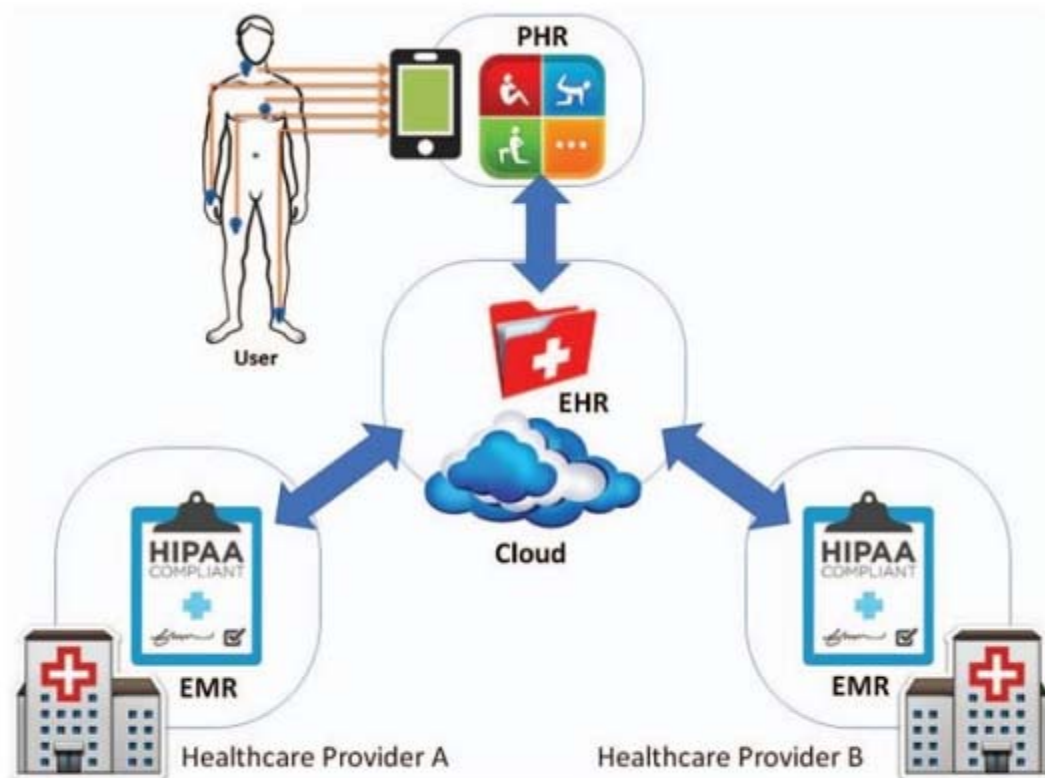 PHR
User
EHR
Cloud
HIPAA
COMPLIANT
EMR
Healthcare Provider A
HIPAA
COMPLIANT
EMR
Healthcare Provider B